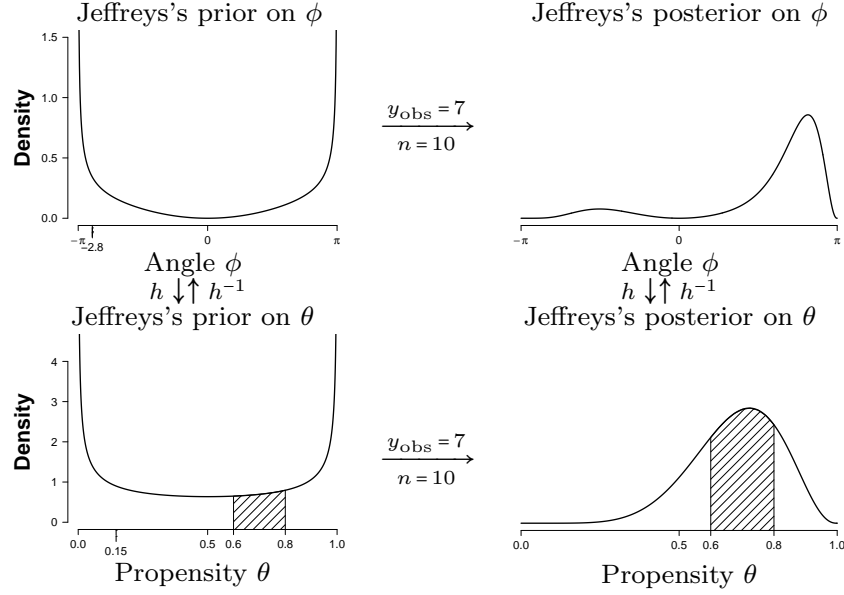 Jeffreys's prior on ϕ
Jeffreys's posterior on ϕ
Density
1.5
1.0
0.5
0.0
−π
−2.8
0
π
y_obs = 7
n = 10
−π
0
π
Angle ϕ
Angle ϕ
h ↓↑ h⁻¹
h ↓↑ h⁻¹
Jeffreys's prior on θ
Jeffreys's posterior on θ
Density
4
3
2
1
0
0.0
0.15
0.5
0.6
0.8
1.0
y_obs = 7
n = 10
0.0
0.5
0.6
0.8
1.0
Propensity θ
Propensity θ